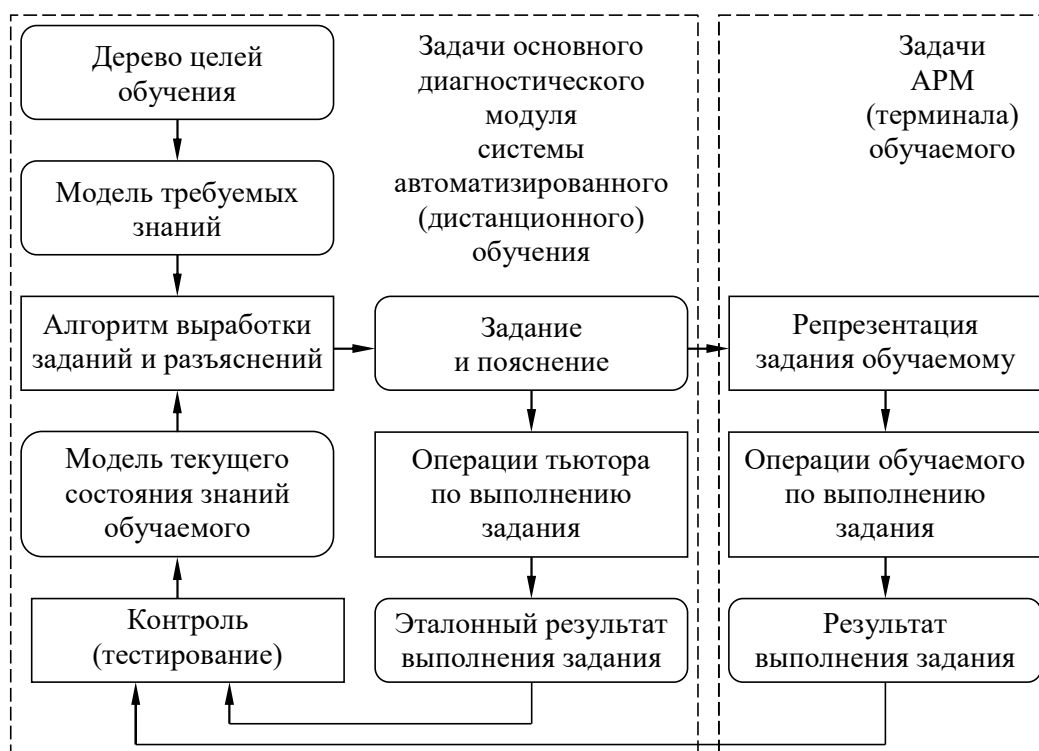 Дерево целей
обучения
Задачи основного
диагностического
модуля
системы
автоматизированного
(дистанционного)
обучения
Задачи
АРМ
(терминала)
обучаемого
Модель требуемых
знаний
Алгоритм выработки
заданий и разъяснений
Задание
и пояснение
Репрезентация
задания обучаемому
Модель текущего
состояния знаний
обучаемого
Операции тьютора
по выполнению
задания
Операции обучаемого
по выполнению
задания
Контроль
(тестирование)
Эталонный результат
выполнения задания
Результат
выполнения задания